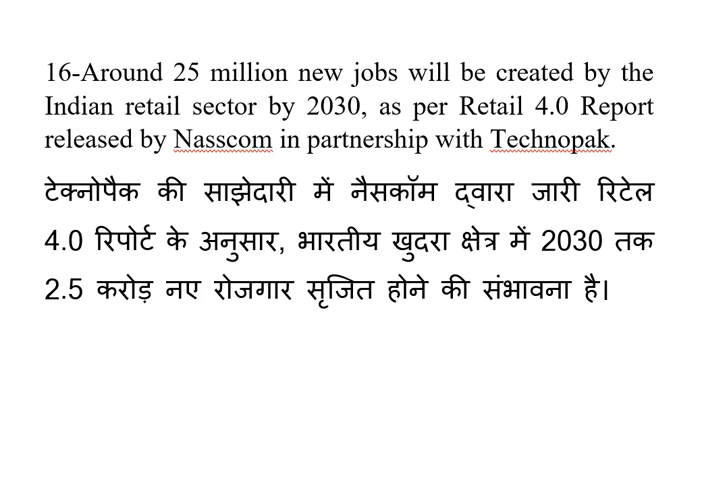 16-Around 25 million new jobs will be created by the
Indian retail sector by 2030, as per Retail 4.0 Report
released by Nasscom in partnership with Technopak.
टेक्नोपैक की साझेदारी में नैसकॉम द्वारा जारी रिटेल
4.0 रिपोर्ट के अनुसार, भारतीय खुदरा क्षेत्र में 2030 तक
2.5 करोड़ नए रोजगार सृजित होने की संभावना है।